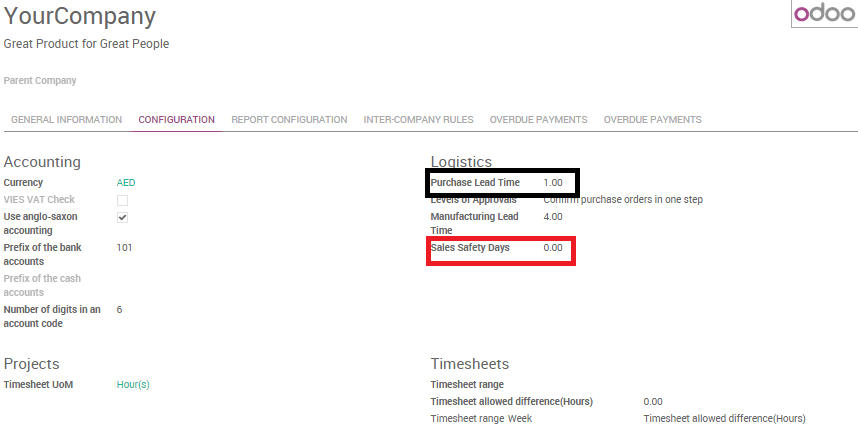 YourCompany
odoo
Great Product for Great People
Parent Company
GENERAL INFORMATION CONFIGURATION REPORT CONFIGURATION INTER-COMPANY RULES OVERDUE PAYMENTS OVERDUE PAYMENTS
Accounting
Currency AED
VIES VAT Check
Use anglo-saxon
accounting
Prefix of the bank 101
accounts
Prefix of the cash
accounts
Number of digits in an 6
account code
Logistics
Purchase Lead Time 1.00
Levels of Approvals Confirm purchase orders in one step
Manufacturing Lead 4.00
Time
Sales Safety Days 0.00
Projects
Timesheet UoM Hour(s)
Timesheets
Timesheet range
Timesheet allowed difference(Hours) 0.00
Timesheet range Week Timesheet allowed difference(Hours)